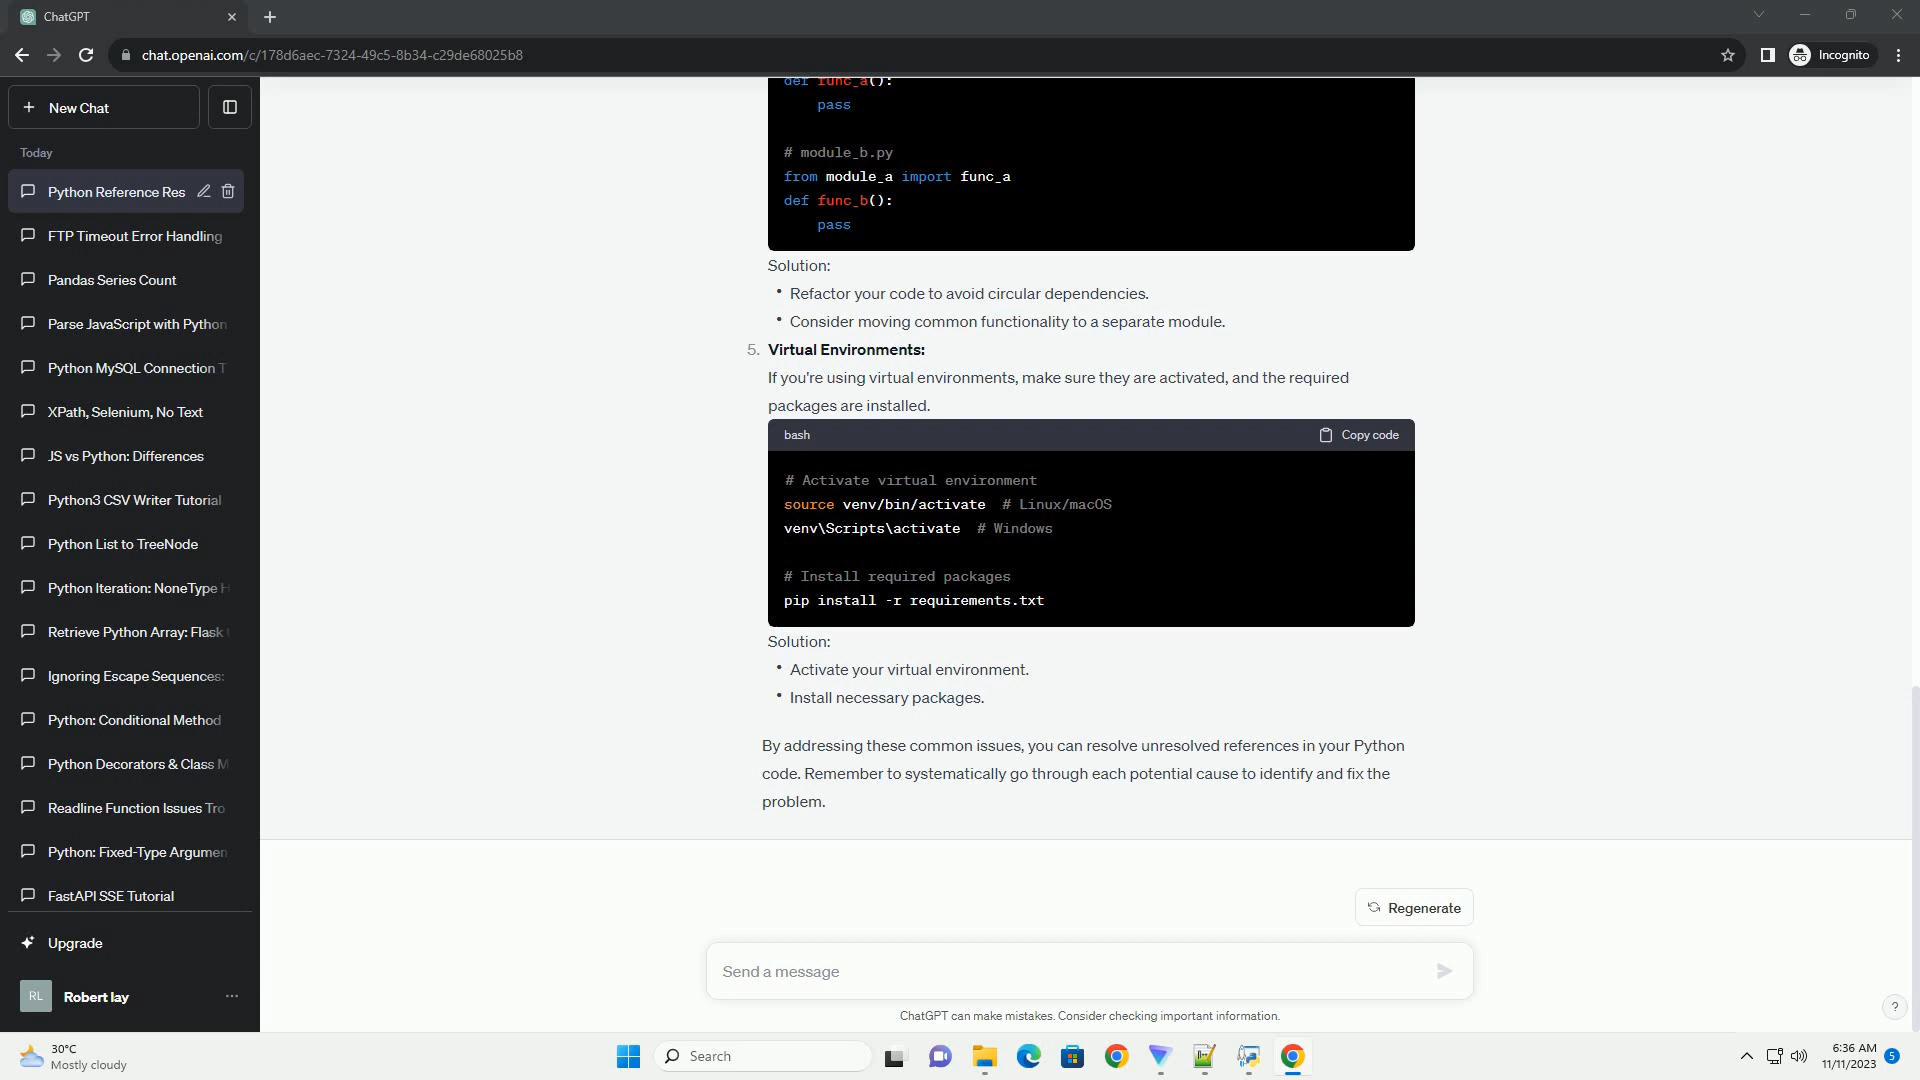 ChatGPT
chat.openai.com/c/178d6aec-7324-49c5-8b34-c29de68025b8
Incognito
New Chat
Today
Python Reference Res
FTP Timeout Error Handling
Pandas Series Count
Parse JavaScript with Python
Python MySQL Connection T
XPath, Selenium, No Text
JS vs Python: Differences
Python3 CSV Writer Tutorial
Python List to TreeNode
Python Iteration: NoneType H
Retrieve Python Array: Flask
Ignoring Escape Sequences:
Python: Conditional Method
Python Decorators & Class M
Readline Function Issues Tro
Python: Fixed-Type Argumen
FastAPI SSE Tutorial
Upgrade
RL
Robert lay
def func_a():
pass
# module_b.py
from module_a import func_a
def func_b():
pass
Solution:
• Refactor your code to avoid circular dependencies.
• Consider moving common functionality to a separate module.
5. Virtual Environments:
If you're using virtual environments, make sure they are activated, and the required
packages are installed.
bash
Copy code
# Activate virtual environment
source venv/bin/activate # Linux/macOS
venv\Scripts\activate # Windows
# Install required packages
pip install -r requirements.txt
Solution:
• Activate your virtual environment.
• Install necessary packages.
By addressing these common issues, you can resolve unresolved references in your Python
code. Remember to systematically go through each potential cause to identify and fix the
problem.
Regenerate
Send a message
ChatGPT can make mistakes. Consider checking important information.
?
30°C
Mostly cloudy
Search
6:36 AM
11/11/2023
5